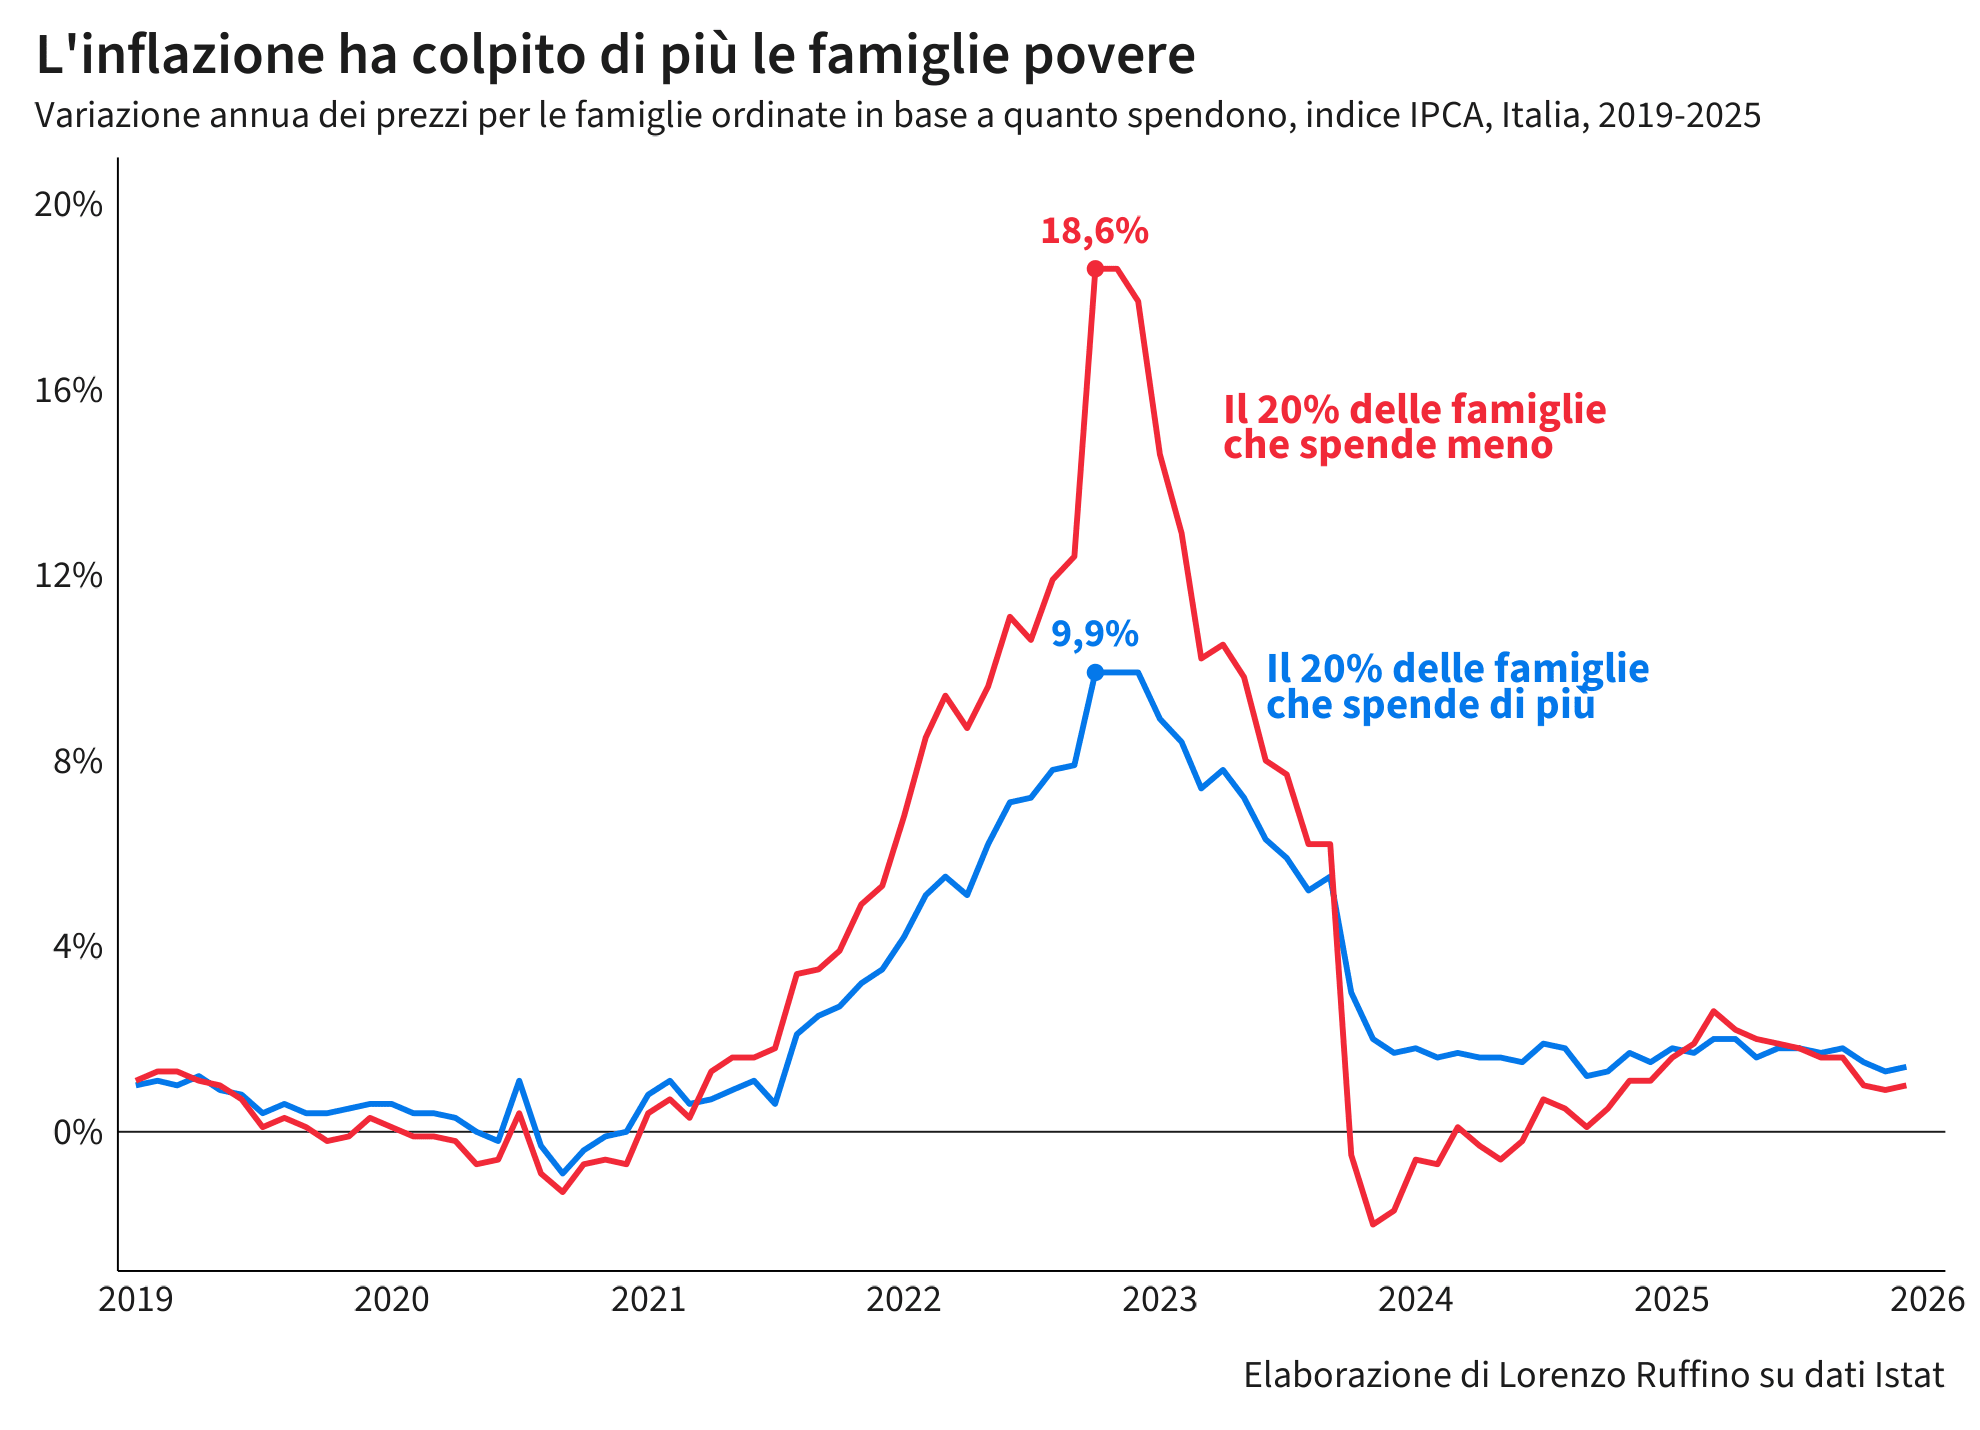 L'inflazione ha colpito di più le famiglie povere
Variazione annua dei prezzi per le famiglie ordinate in base a quanto spendono, indice IPCA, Italia, 2019-2025
20%
18,6%
16%
Il 20% delle famiglie
che spende meno
12%
9,9%
Il 20% delle famiglie
che spende di più
8%
4%
0%
2019 2020 2021 2022 2023 2024 2025 2026
Elaborazione di Lorenzo Ruffino su dati Istat